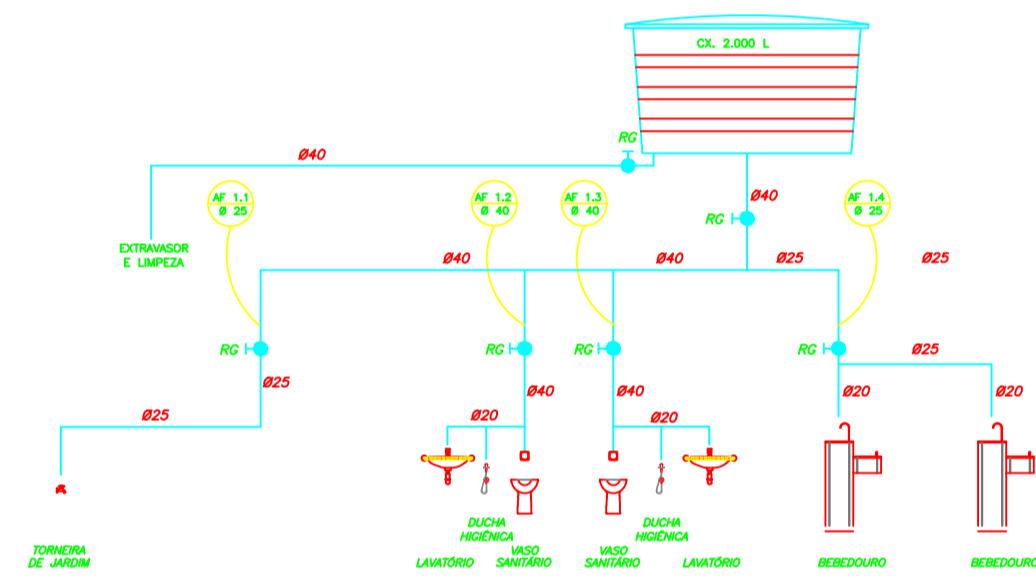 CX. 2.000 L
RG
Ø40
AF 1.1
Ø 25
AF 1.2
Ø 40
AF 1.3
Ø 40
Ø40
AF 1.4
Ø 25
RG
EXTRAVASOR
E LIMPEZA
Ø40
Ø40
Ø25
Ø25
RG
RG
RG
RG
Ø25
Ø25
Ø40
Ø40
Ø20
Ø20
Ø25
Ø20
Ø20
DUCHA
HIGIÊNICA
DUCHA
HIGIÊNICA
TORNEIRA
DE JARDIM
LAVATÓRIO
VASO
SANITÁRIO
VASO
SANITÁRIO
LAVATÓRIO
BEBEDOURO
BEBEDOURO